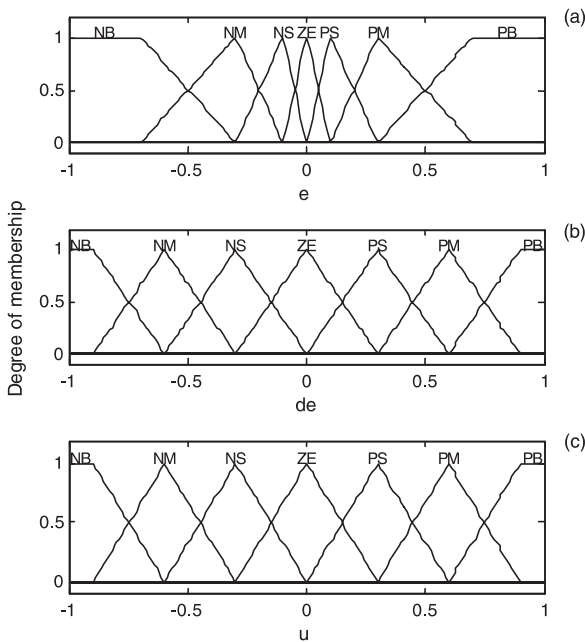 (a)
NB NM NS ZE PS PM PB
1
0.5
0
-1 -0.5 0 0.5 1
e
Degree of membership
(b)
NB NM NS ZE PS PM PB
1
0.5
0
-1 -0.5 0 0.5 1
de
(c)
NB NM NS ZE PS PM PB
1
0.5
0
-1 -0.5 0 0.5 1
u